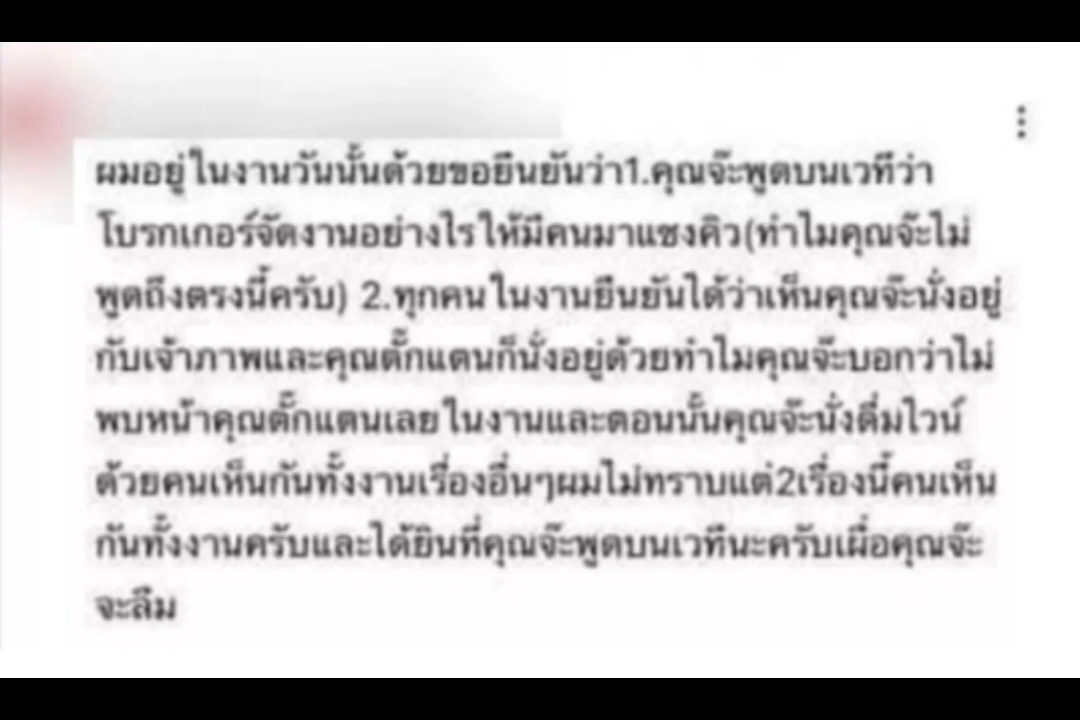 ผมอยู่ในงานวันนั้นด้วยขอยืนยันว่า1.คุณจ๊ะพูดบนเวทีว่า
โบรกเกอร์จัดงานอย่างไรให้มีคนมาแซงคิว(ทำไมคุณจ๊ะไม่
พูดถึงตรงนี้ครับ) 2.ทุกคนในงานยืนยันได้ว่าเห็นคุณจ๊ะนั่งอยู่
กับเจ้าภาพและคุณตั๊กแตนก็นั่งอยู่ด้วยทำไมคุณจ๊ะบอกว่าไม่
พบหน้าคุณตั๊กแตนเลยในงานและตอนนั้นคุณจ๊ะนั่งดื่มไวน์
ด้วยคนเห็นกันทั้งงานเรื่องอื่นๆผมไม่ทราบแต่2เรื่องนี้คนเห็น
กันทั้งงานครับและได้ยินที่คุณจ๊ะพูดบนเวทีนะครับเผื่อคุณจ๊ะ
จะลืม